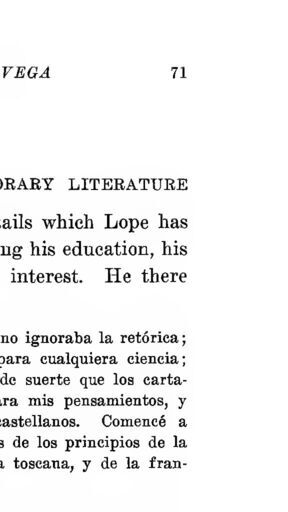 VEGA 71
ORARY LITERATURE
ails which Lope has
ng his education, his
interest. He there
no ignoraba la retórica;
para cualquiera ciencia;
de suerte que los carta-
ara mis pensamientos, y
castellanos. Comencé a
s de los principios de la
a toscana, y de la fran-